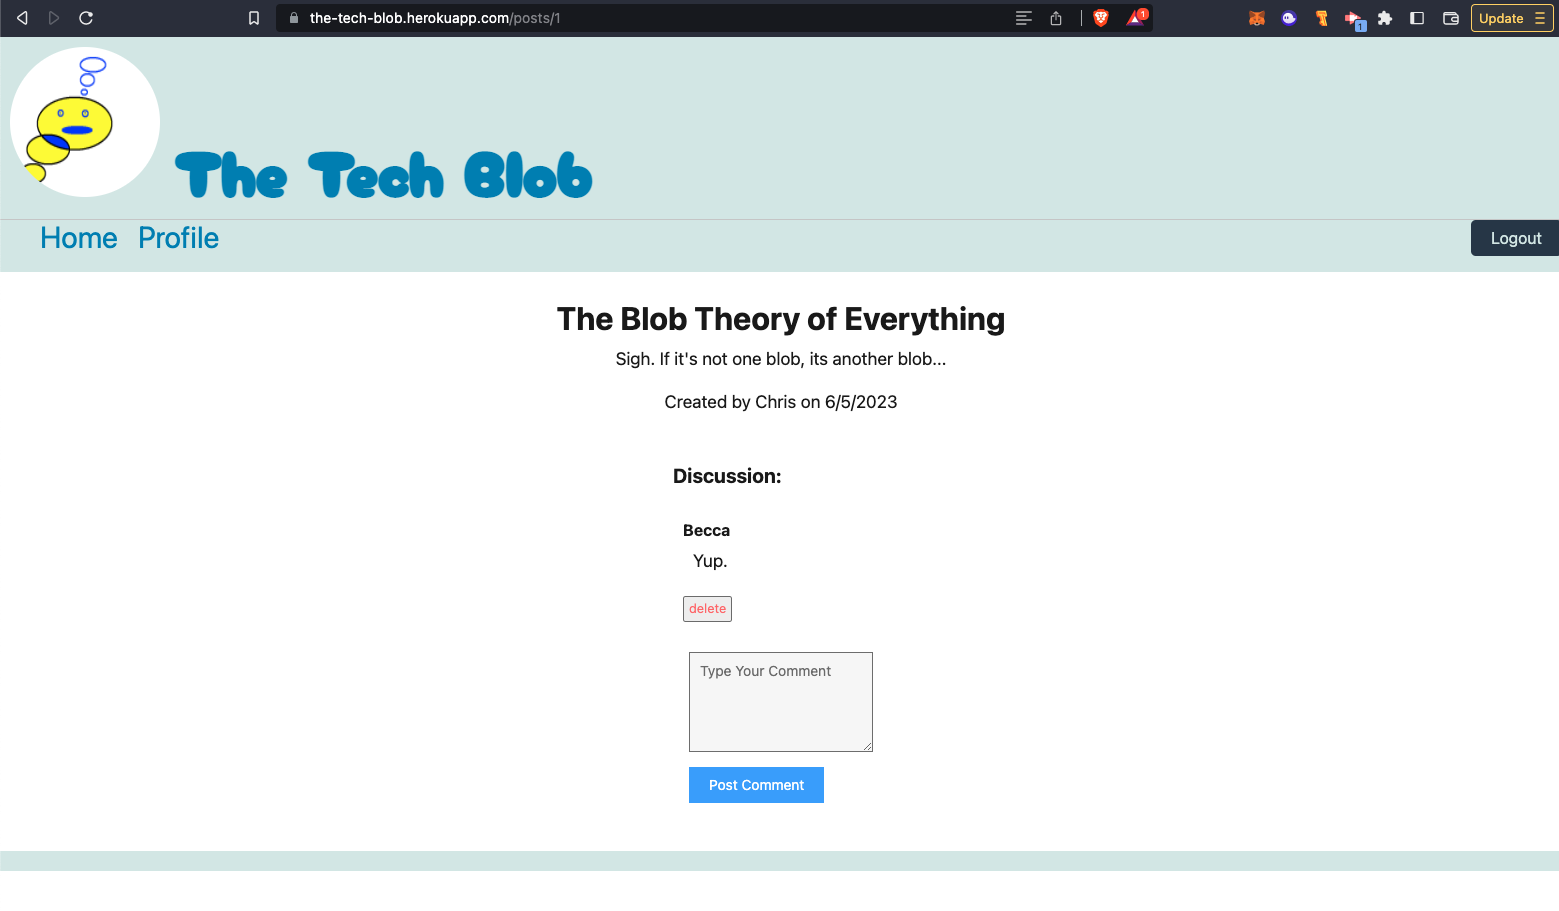 the-tech-blob.herokuapp.com/posts/1
1
1
Update
The Tech Blob
Home Profile
Logout
The Blob Theory of Everything
Sigh. If it's not one blob, its another blob...
Created by Chris on 6/5/2023
Discussion:
Becca
Yup.
delete
Type Your Comment
Post Comment